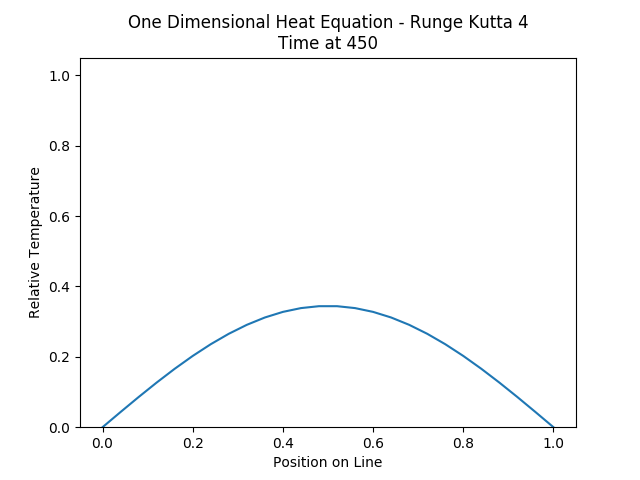 One Dimensional Heat Equation - Runge Kutta 4
Time at 450
1.0
0.8
0.6
0.4
0.2
0.0
Relative Temperature
0.0 0.2 0.4 0.6 0.8 1.0
Position on Line